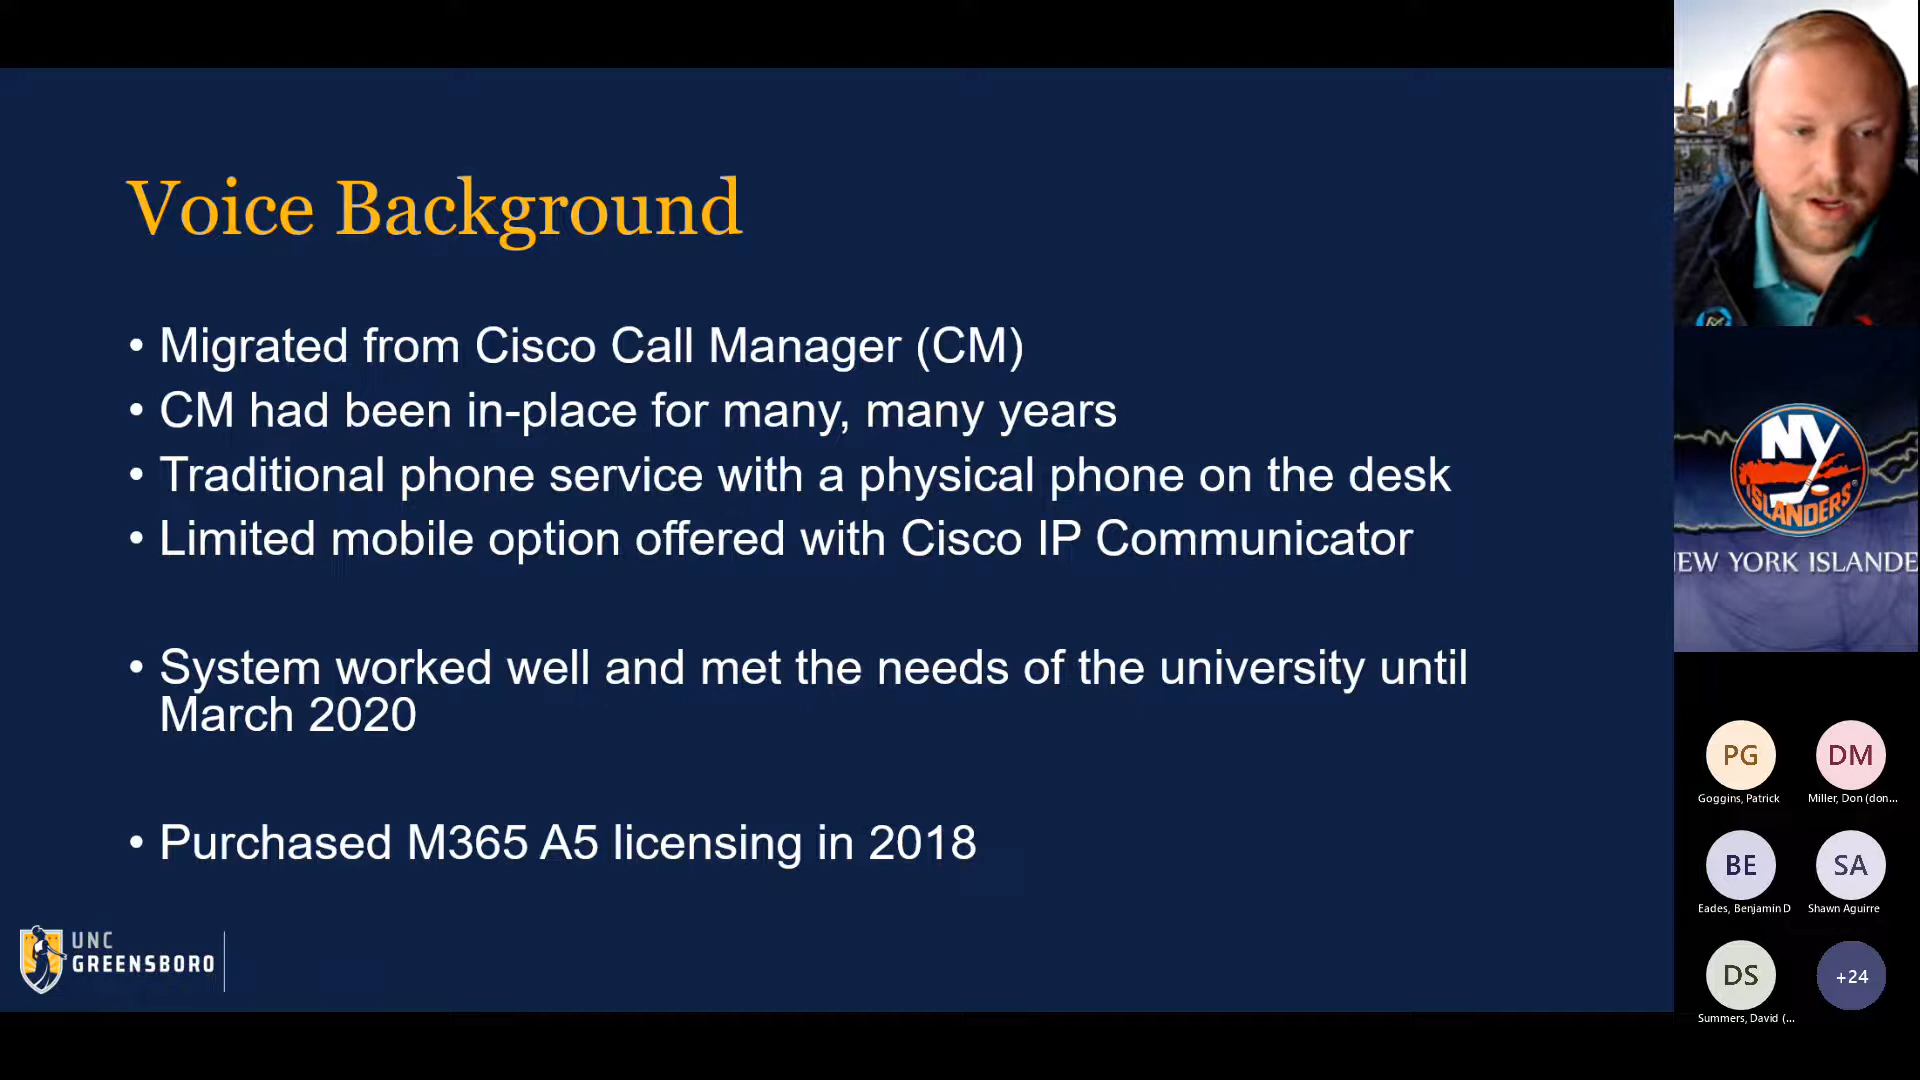 Voice Background
• Migrated from Cisco Call Manager (CM)
• CM had been in-place for many, many years
• Traditional phone service with a physical phone on the desk
• Limited mobile option offered with Cisco IP Communicator
• System worked well and met the needs of the university until
March 2020
• Purchased M365 A5 licensing in 2018
UNC
GREENSBORO
NY
ISLANDERS
EW YORK ISLANDE
PG
Goggins, Patrick
DM
Miller, Don (don...
BE
Eades, Benjamin D
SA
Shawn Aguirre
DS
Summers, David (...
+24